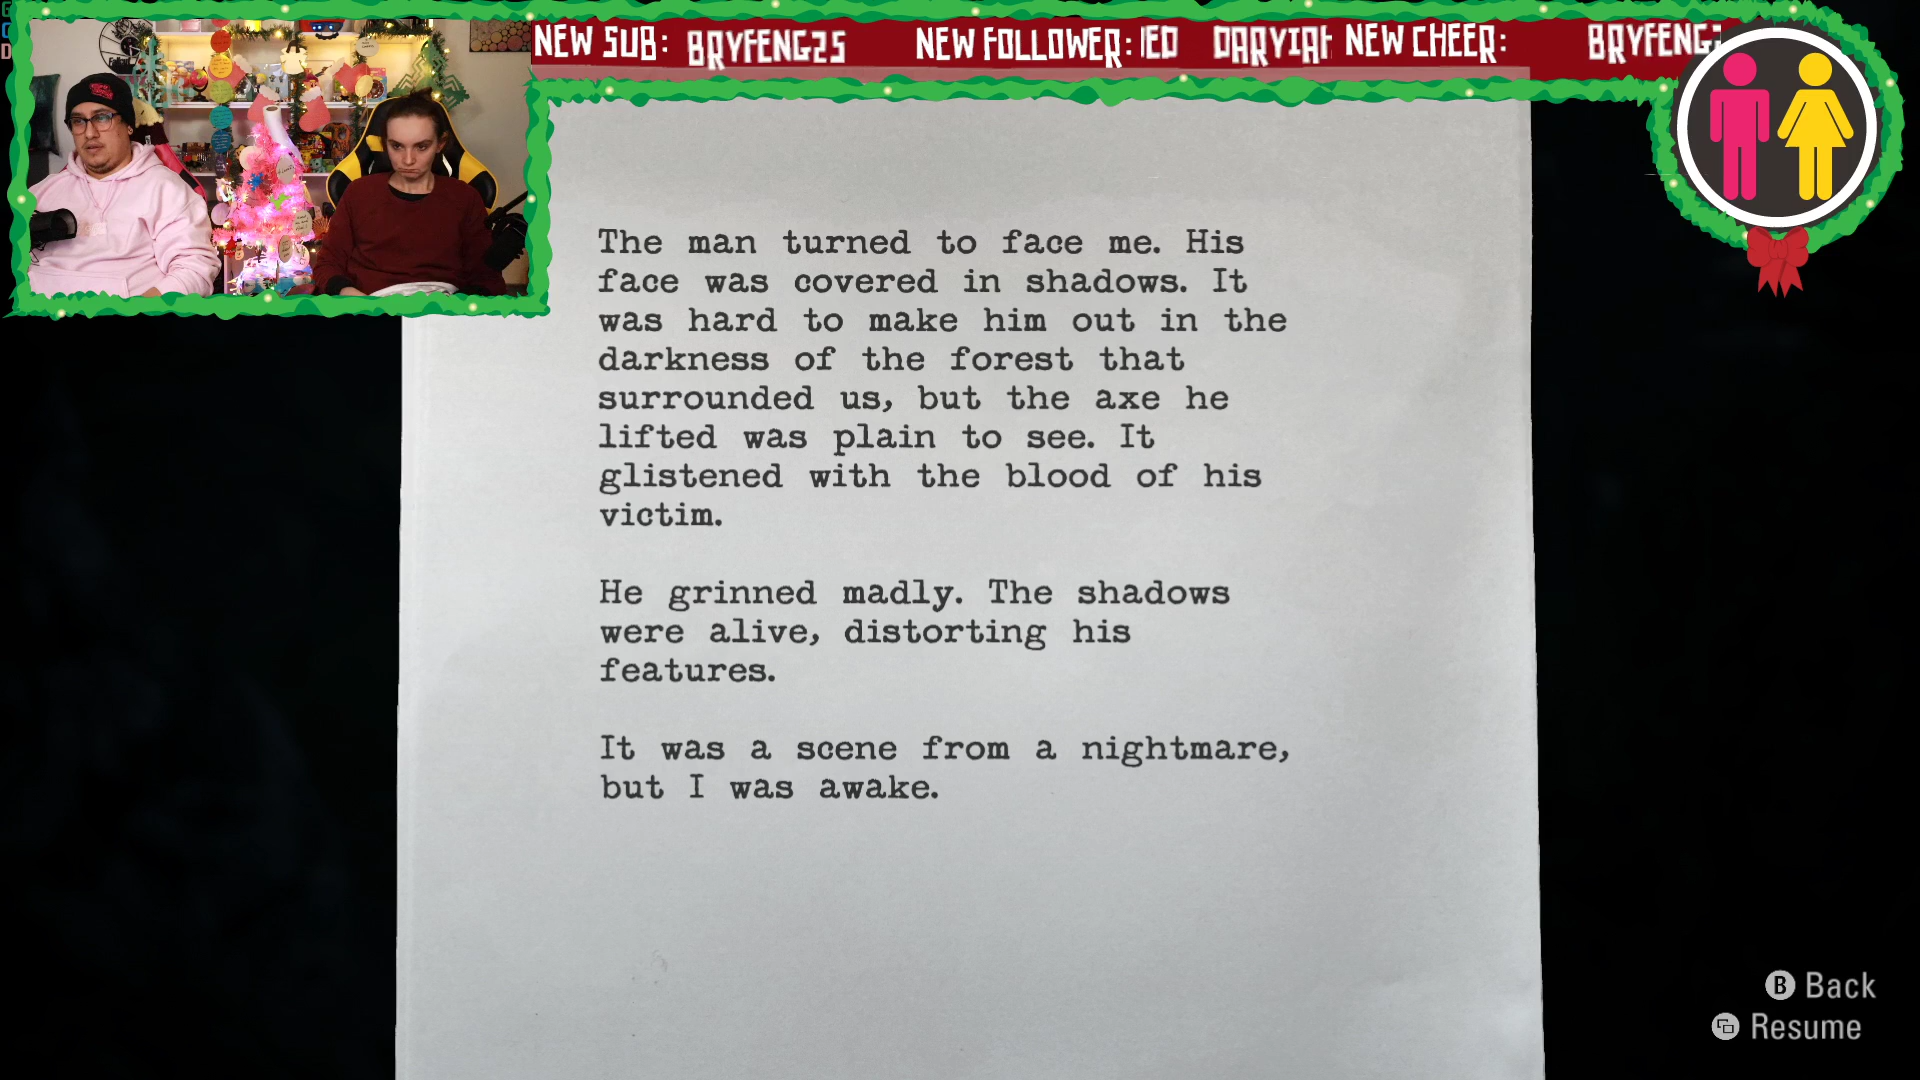 NEW SUB: BRYFENG25 NEW FOLLOWER: NEW CHEER:
The man turned to face me. His
face was covered in shadows. It
was hard to make him out in the
darkness of the forest that
surrounded us, but the axe he
lifted was plain to see. It
glistened with the blood of his
victim.
He grinned madly. The shadows
were alive, distorting his
features.
It was a scene from a nightmare,
but I was awake.
B Back
Resume